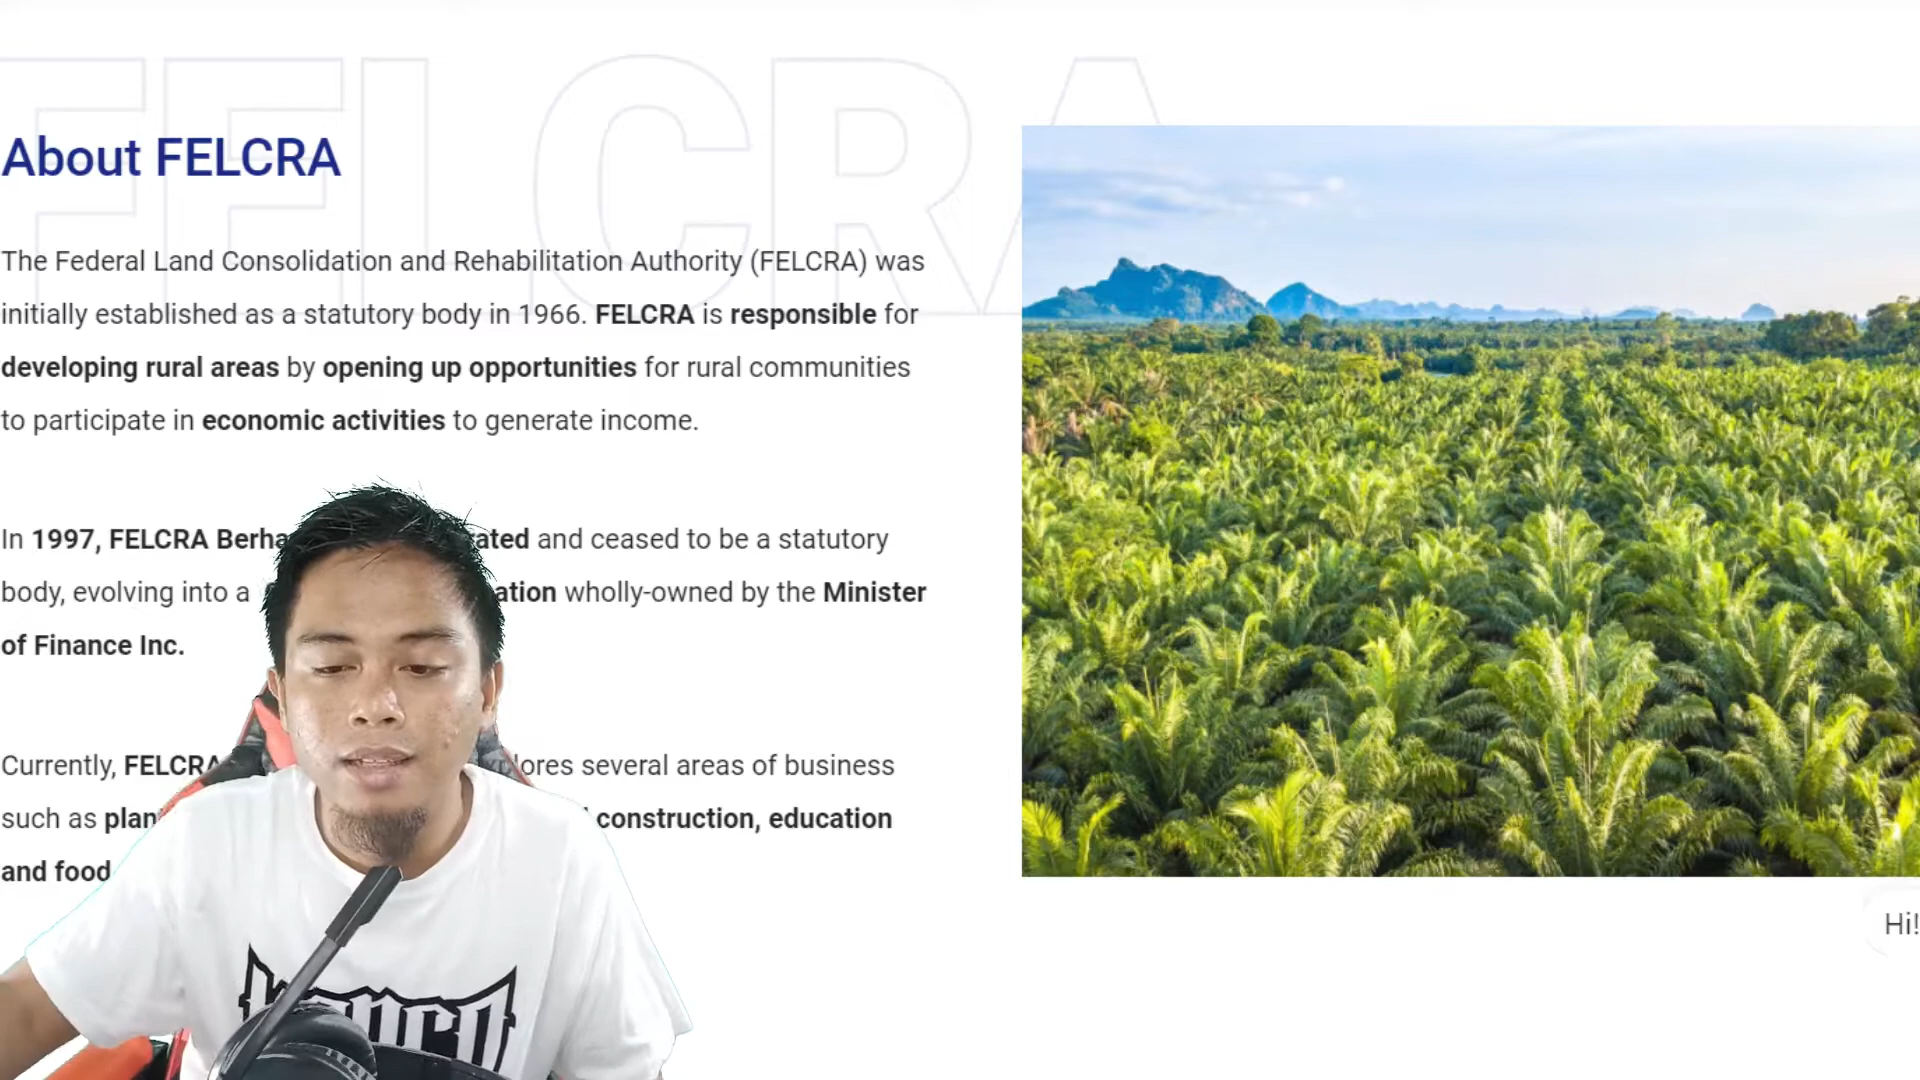 FELCRA
About FELCRA
The Federal Land Consolidation and Rehabilitation Authority (FELCRA) was
initially established as a statutory body in 1966. FELCRA is responsible for
developing rural areas by opening up opportunities for rural communities
to participate in economic activities to generate income.
In 1997, FELCRA Berha ated and ceased to be a statutory
body, evolving into a ation wholly-owned by the Minister
of Finance Inc.
Currently, FELCRA xplores several areas of business
such as plan construction, education
and food
Hi!